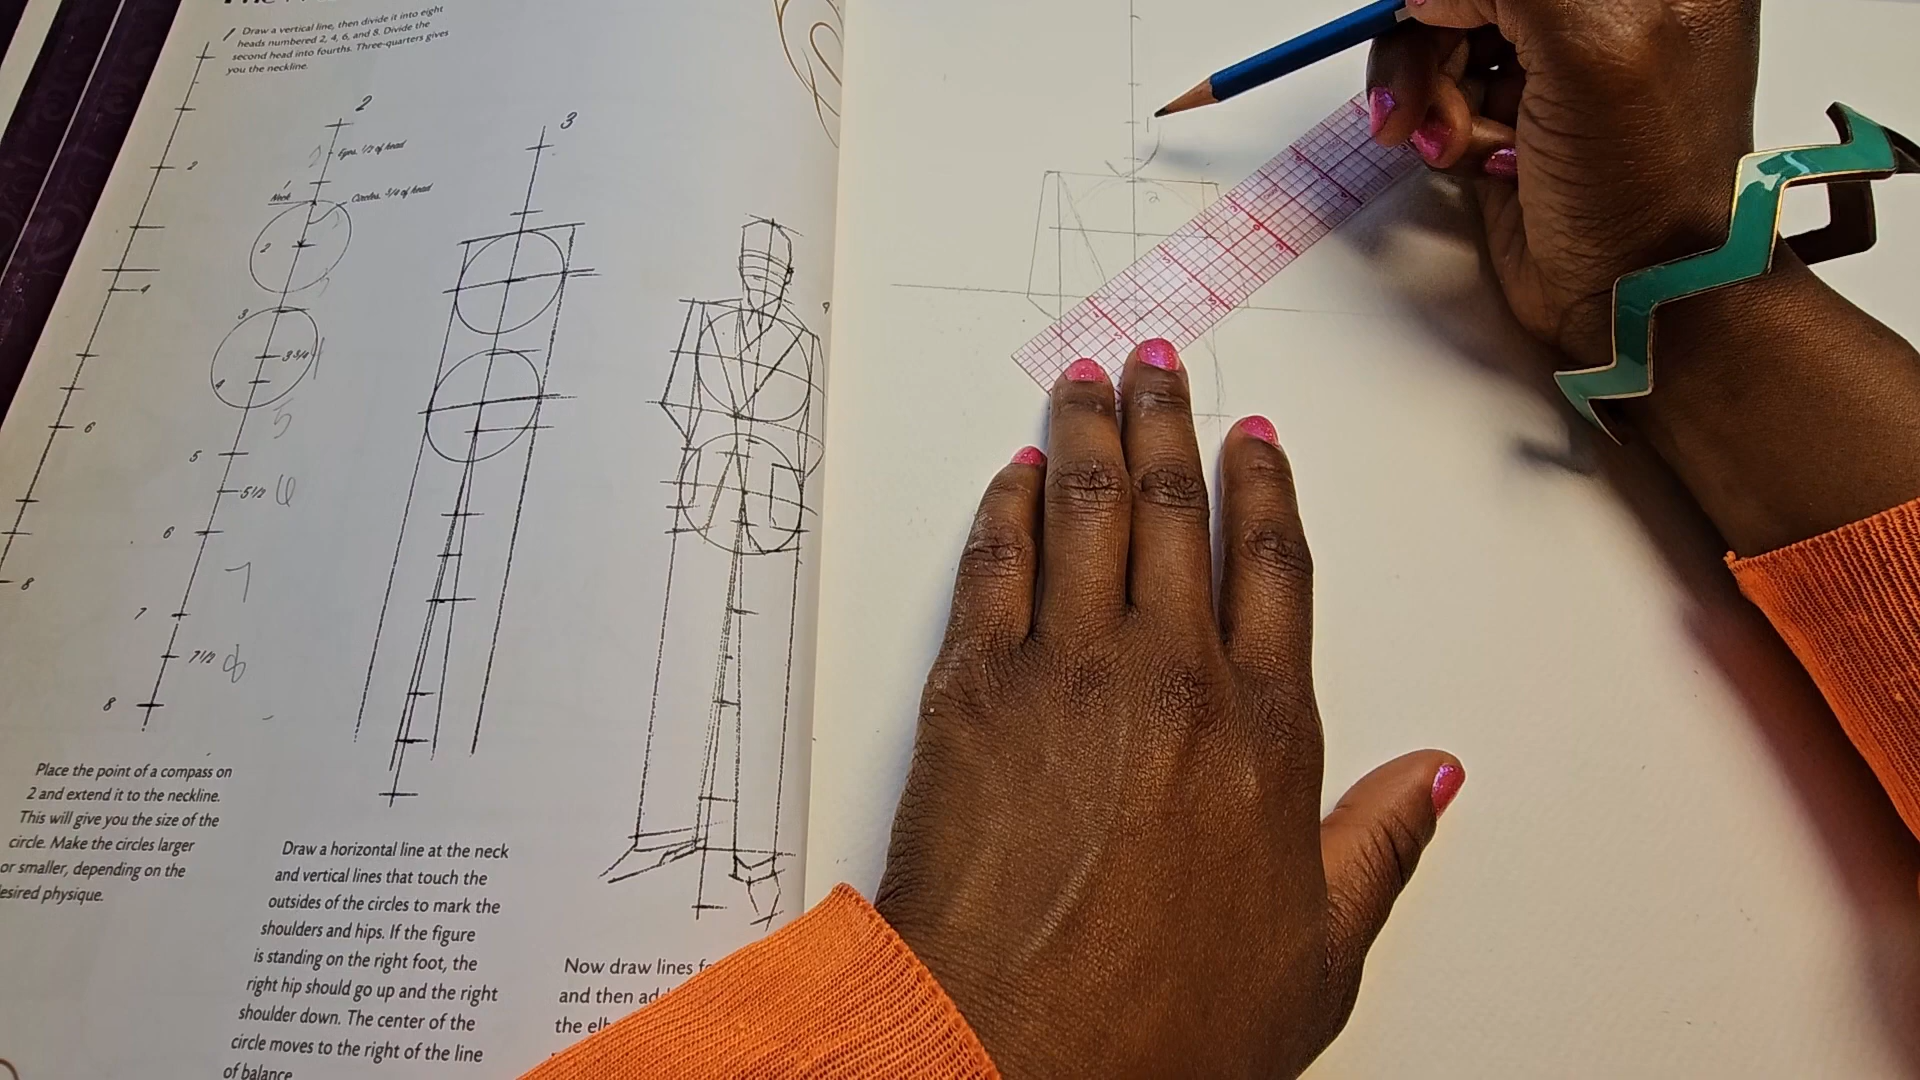 Draw a vertical line, then divide it into eight
heads numbered 2, 4, 6, and 8. Divide the
second head into fourths. Three-quarters gives
you the neckline.
2
4
6
8
2
Eyes. 1/2 of head
1
Neck
Circles. 3/4 of head
2
3
3 3/4
4
5
5
5 1/2
6
6
7
7
7 1/2
8
8
3
Place the point of a compass on
2 and extend it to the neckline.
This will give you the size of the
circle. Make the circles larger
or smaller, depending on the
desired physique.
Draw a horizontal line at the neck
and vertical lines that touch the
outsides of the circles to mark the
shoulders and hips. If the figure
is standing on the right foot, the
right hip should go up and the right
shoulder down. The center of the
circle moves to the right of the line
of balance
Now draw lines
and then
the
2